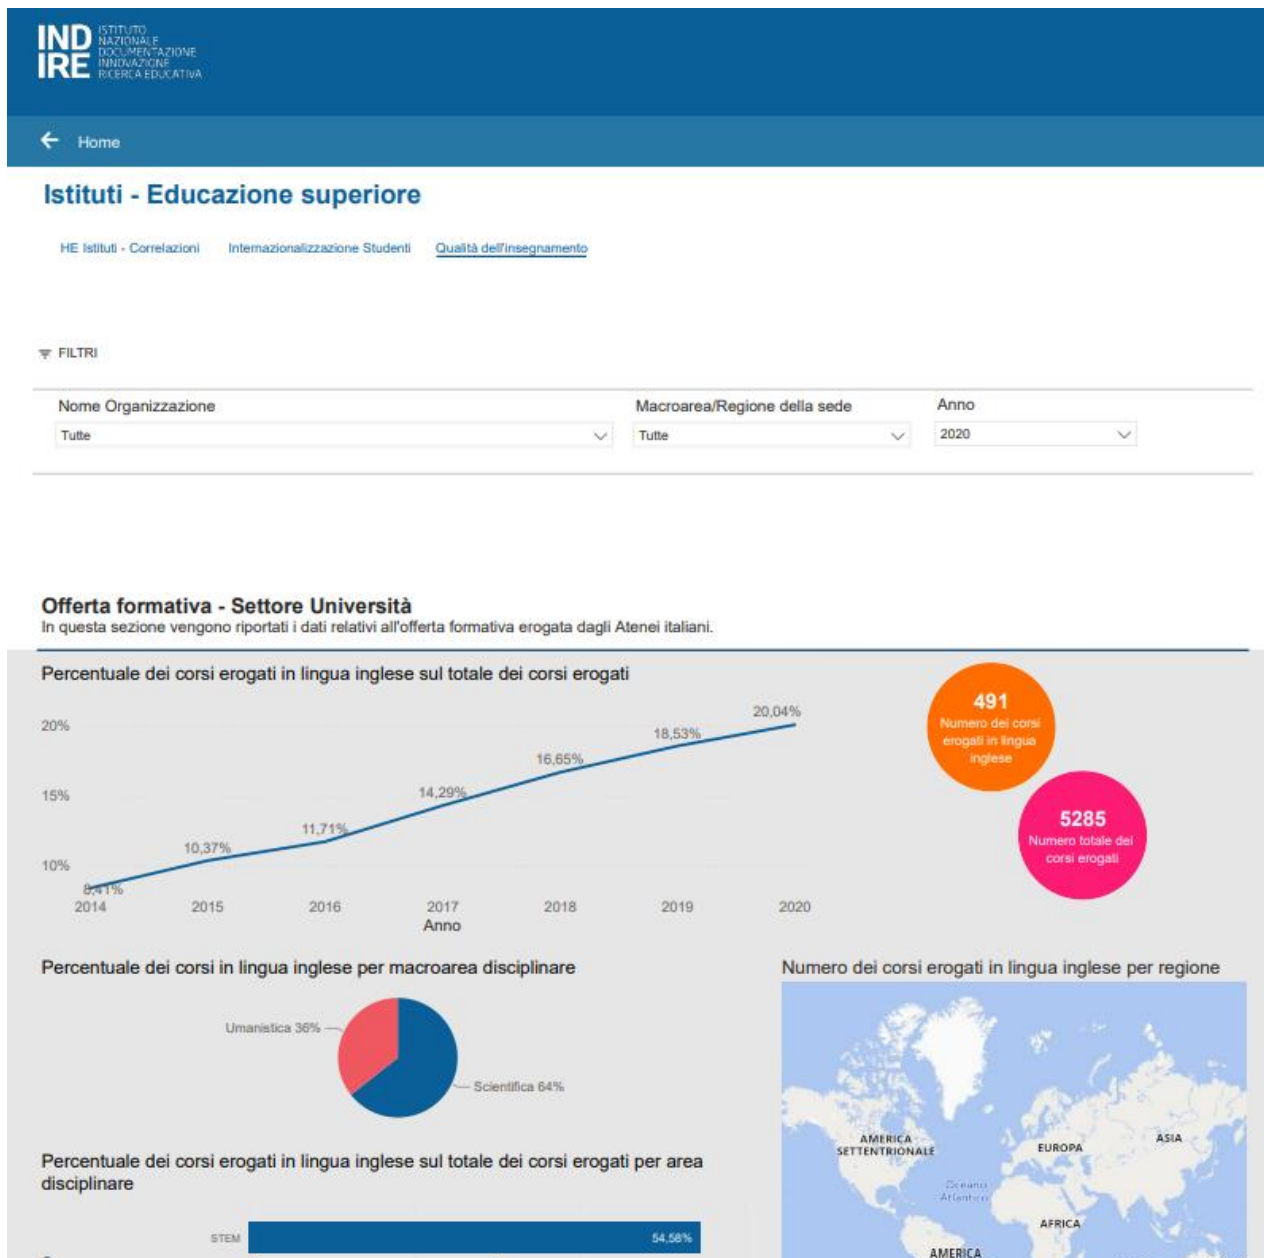 IND
IRE
ISTITUTO
NAZIONALE
DOCUMENTAZIONE
INNOVAZIONE
RICERCA EDUCATIVA
Home
Istituti - Educazione superiore
HE Istituti - Correlazioni
Internazionalizzazione Studenti
Qualità dell'insegnamento
FILTRI
Nome Organizzazione
Macroarea/Regione della sede
Anno
Tutte
Tutte
2020
Offerta formativa - Settore Università
In questa sezione vengono riportati i dati relativi all'offerta formativa erogata dagli Atenei italiani.
Percentuale dei corsi erogati in lingua inglese sul totale dei corsi erogati
20%
15%
10%
8,41%
10,37%
11,71%
14,29%
16,65%
18,53%
20,04%
2014
2015
2016
2017
2018
2019
2020
Anno
491
Numero dei corsi
erogati in lingua
inglese
5285
Numero totale dei
corsi erogati
Percentuale dei corsi in lingua inglese per macroarea disciplinare
Umanistica 36%
Scientifica 64%
Numero dei corsi erogati in lingua inglese per regione
AMERICA
SETTENTRIONALE
EUROPA
ASIA
Oceano
Atlantico
AFRICA
AMERICA
Percentuale dei corsi erogati in lingua inglese sul totale dei corsi erogati per area
disciplinare
STEM
54,58%